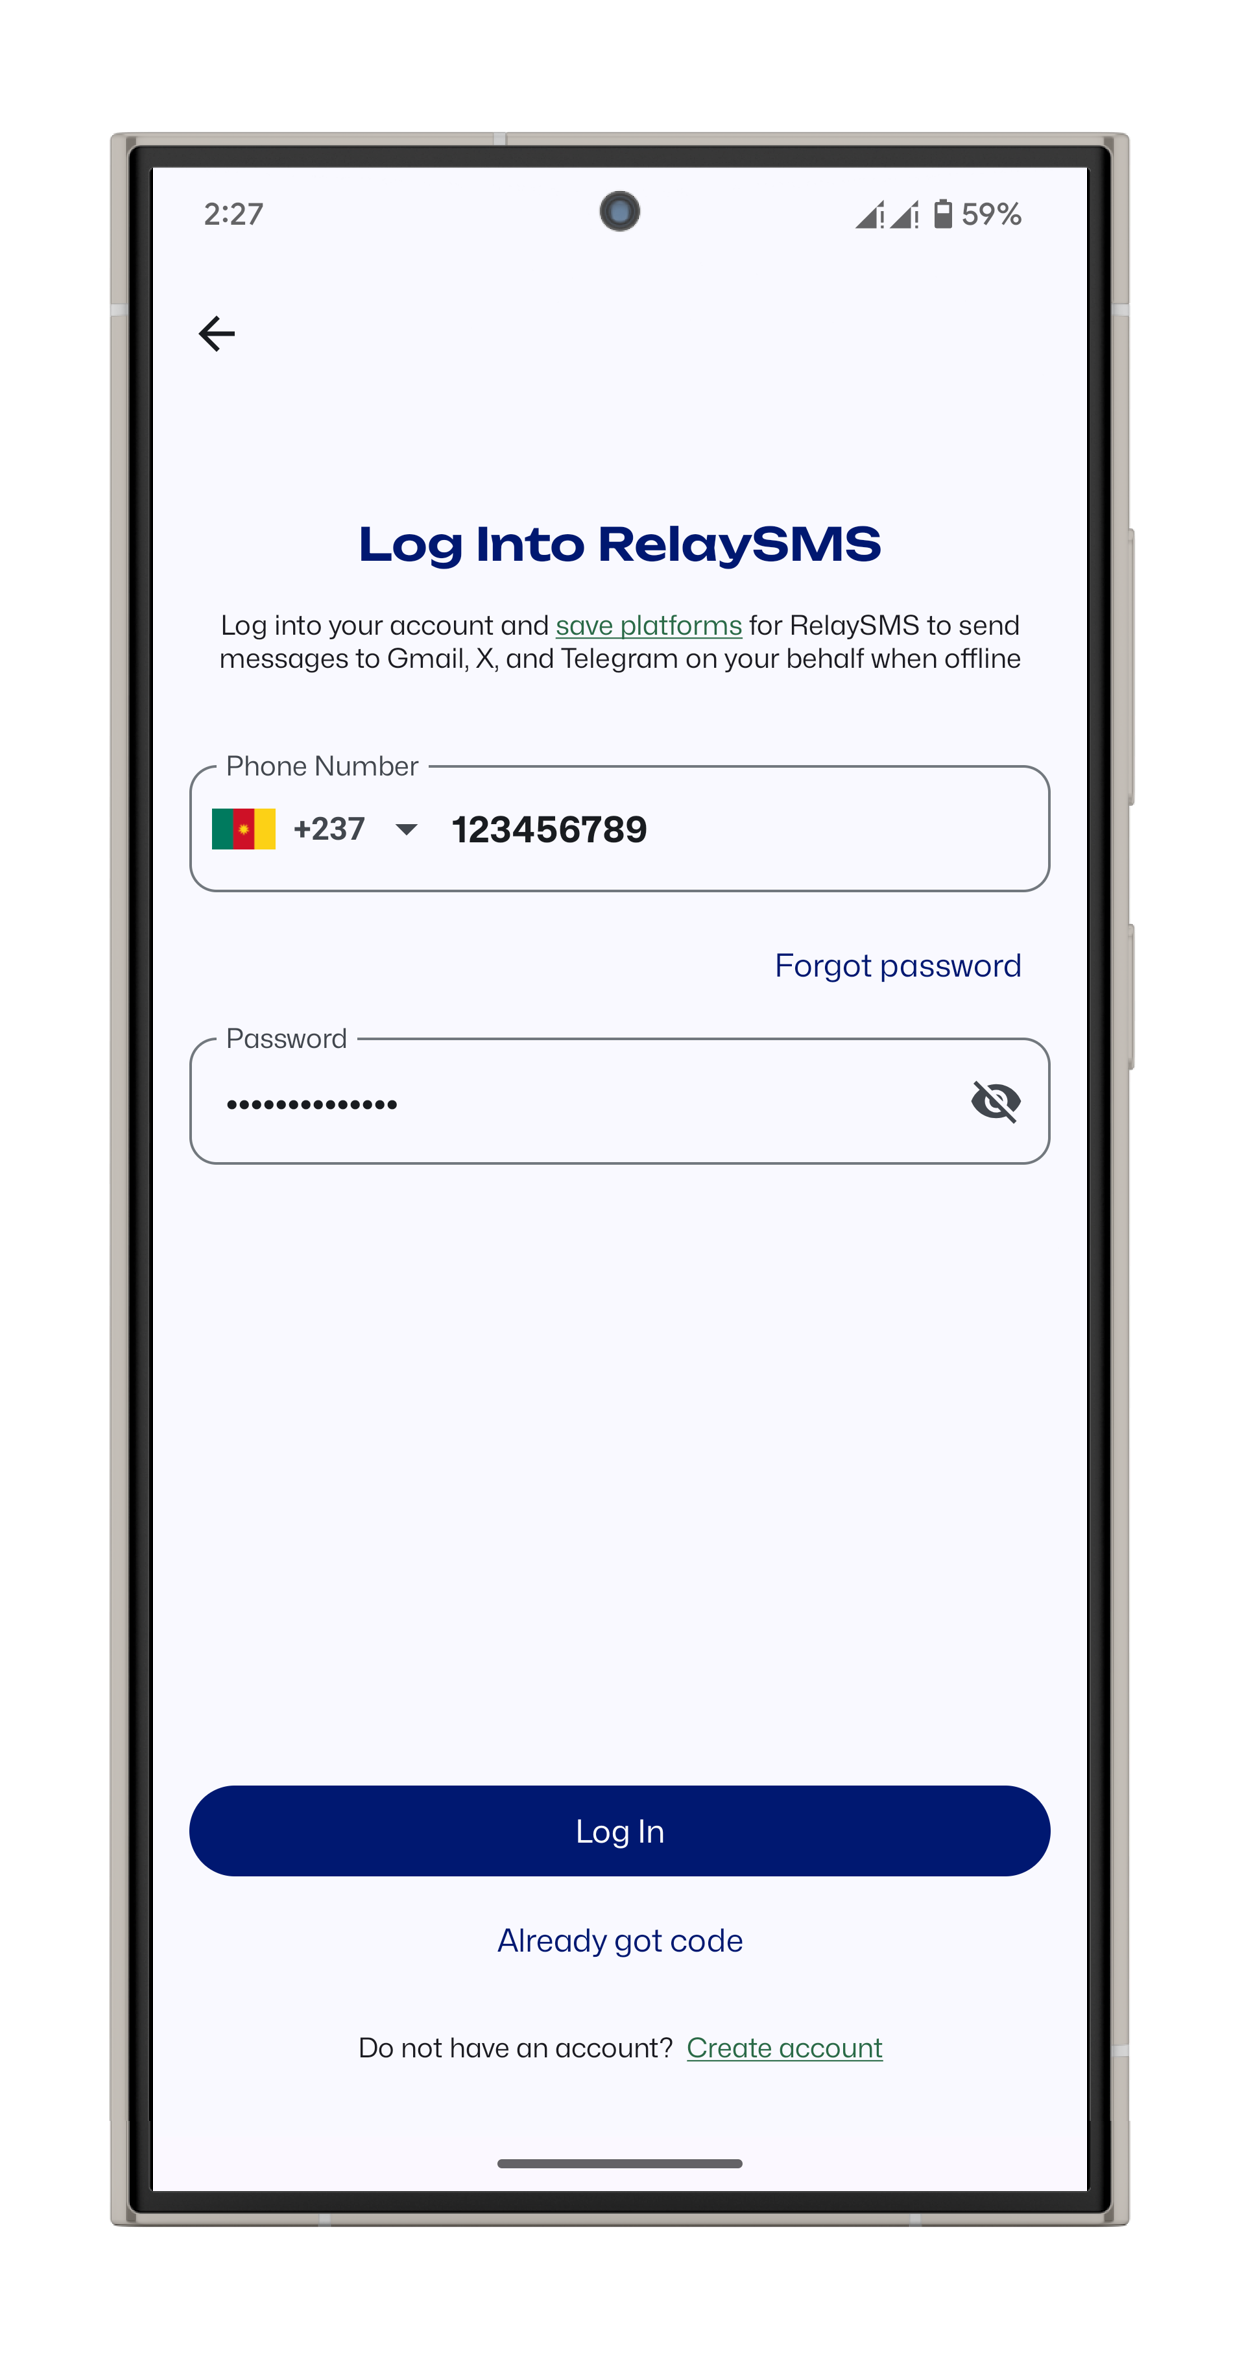 2:27
59%
Log Into RelaySMS
Log into your account and save platforms for RelaySMS to send
messages to Gmail, X, and Telegram on your behalf when offline
Phone Number
+237 123456789
Forgot password
Password
••••••••••••••
Log In
Already got code
Do not have an account? Create account